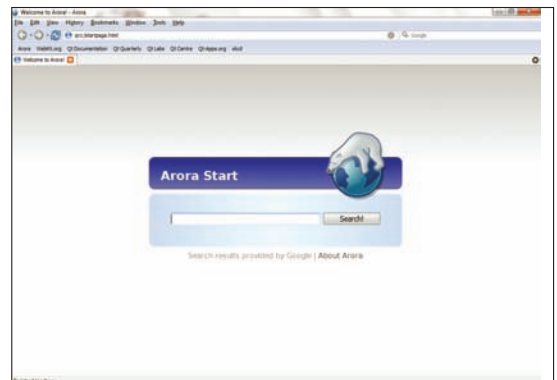 Welcome to Arora! - Arora
File Edit View History Bookmarks Window Tools Help
Google
Arora WebKit.org Qt Documentation Qt Quarterly Qt Labs Qt Centre Qt-Apps.org
Welcome to Arora!
Arora Start
Search!
Search results provided by Google | About Arora